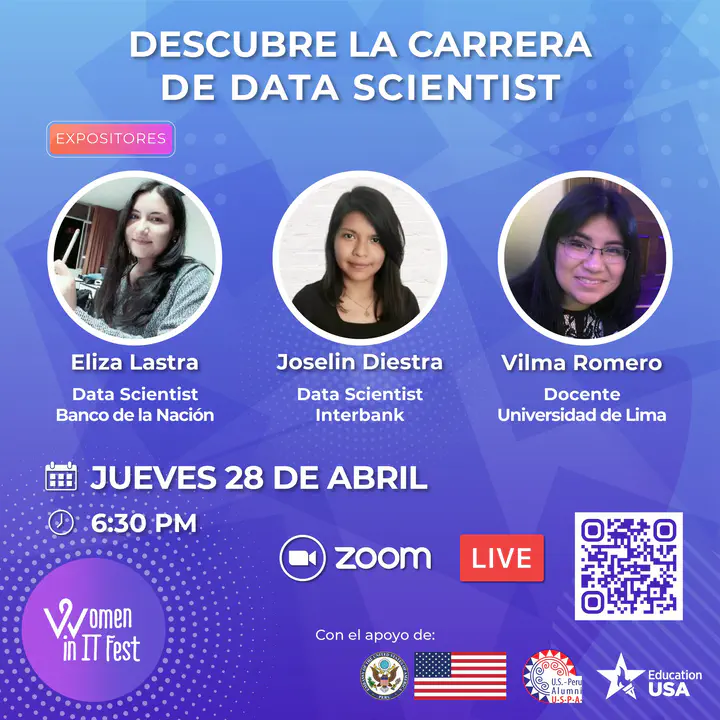 DESCUBRE LA CARRERA
DE DATA SCIENTIST
EXPOSITORES
Eliza Lastra
Data Scientist
Banco de la Nación
Joselin Diestra
Data Scientist
Interbank
Vilma Romero
Docente
Universidad de Lima
JUEVES 28 DE ABRIL
6:30 PM
zoom
LIVE
Women
in IT Fest
Con el apoyo de:
U.S.-Peru
Alumni
U-S-P-A
Education
USA